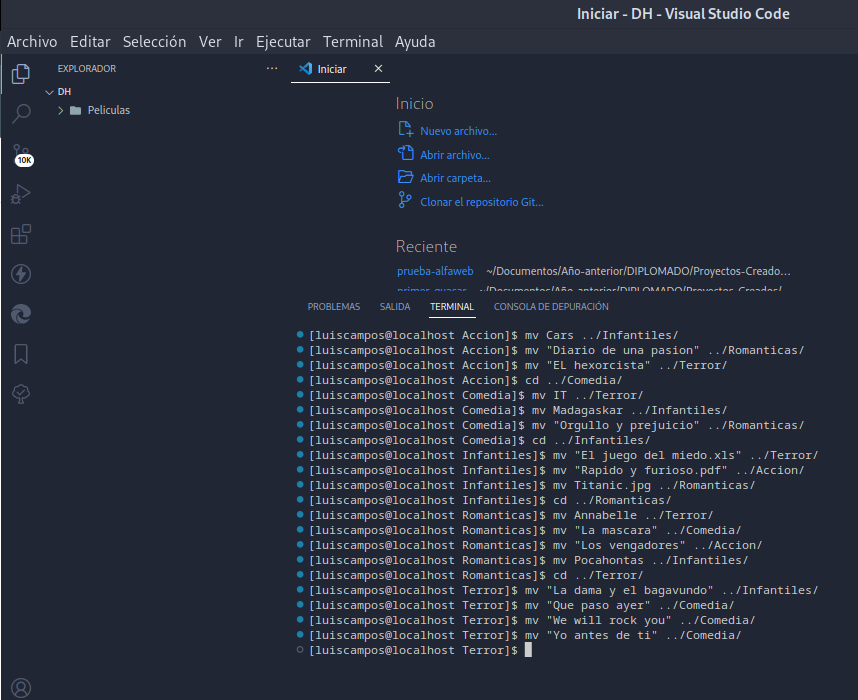 Iniciar - DH - Visual Studio Code
Archivo Editar Selección Ver Ir Ejecutar Terminal Ayuda
EXPLORADOR
DH
Peliculas
10K
Iniciar
Inicio
Nuevo archivo...
Abrir archivo...
Abrir carpeta...
Clonar el repositorio Git...
Reciente
prueba-alfaweb ~/Documentos/Año-anterior/DIPLOMADO/Proyectos-Creado...
primer-quasar ~/Documentos/Año-anterior/DIPLOMADO/Proyectos-Creados/
PROBLEMAS SALIDA TERMINAL CONSOLA DE DEPURACIÓN
[luiscampos@localhost Accion]$ mv Cars ../Infantiles/
[luiscampos@localhost Accion]$ mv "Diario de una pasion" ../Romanticas/
[luiscampos@localhost Accion]$ mv "EL hexorcista" ../Terror/
[luiscampos@localhost Accion]$ cd ../Comedia/
[luiscampos@localhost Comedia]$ mv IT ../Terror/
[luiscampos@localhost Comedia]$ mv Madagaskar ../Infantiles/
[luiscampos@localhost Comedia]$ mv "Orgullo y prejuicio" ../Romanticas/
[luiscampos@localhost Comedia]$ cd ../Infantiles/
[luiscampos@localhost Infantiles]$ mv "El juego del miedo.xls" ../Terror/
[luiscampos@localhost Infantiles]$ mv "Rapido y furioso.pdf" ../Accion/
[luiscampos@localhost Infantiles]$ mv Titanic.jpg ../Romanticas/
[luiscampos@localhost Infantiles]$ cd ../Romanticas/
[luiscampos@localhost Romanticas]$ mv Annabelle ../Terror/
[luiscampos@localhost Romanticas]$ mv "La mascara" ../Comedia/
[luiscampos@localhost Romanticas]$ mv "Los vengadores" ../Accion/
[luiscampos@localhost Romanticas]$ mv Pocahontas ../Infantiles/
[luiscampos@localhost Romanticas]$ cd ../Terror/
[luiscampos@localhost Terror]$ mv "La dama y el bagavundo" ../Infantiles/
[luiscampos@localhost Terror]$ mv "Que paso ayer" ../Comedia/
[luiscampos@localhost Terror]$ mv "We will rock you" ../Comedia/
[luiscampos@localhost Terror]$ mv "Yo antes de ti" ../Comedia/
[luiscampos@localhost Terror]$